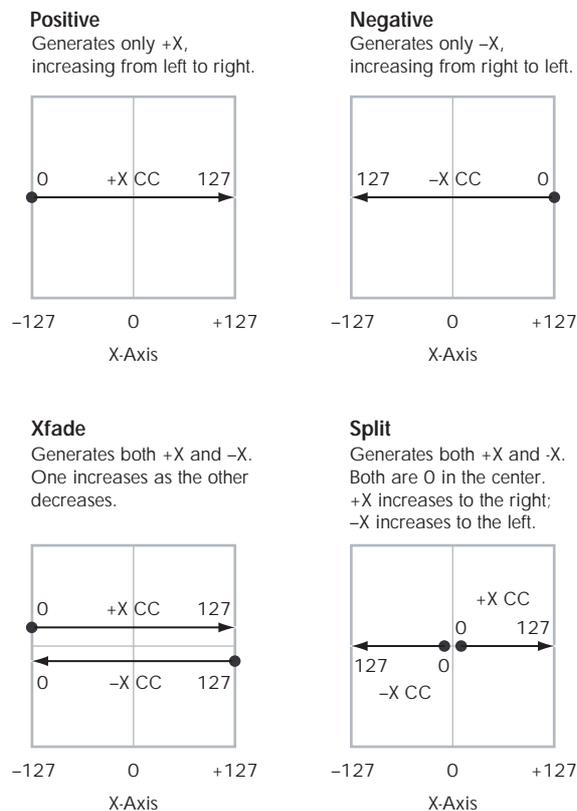 Positive
Generates only +X,
increasing from left to right.
0 +X CC 127
–127 0 +127
X-Axis
Negative
Generates only –X,
increasing from right to left.
127 –X CC 0
–127 0 +127
X-Axis
Xfade
Generates both +X and –X.
One increases as the other
decreases.
0 +X CC 127
0 –X CC 127
–127 0 +127
X-Axis
Split
Generates both +X and -X.
Both are 0 in the center.
+X increases to the right;
–X increases to the left.
+X CC
0 127
127 0
–X CC
–127 0 +127
X-Axis